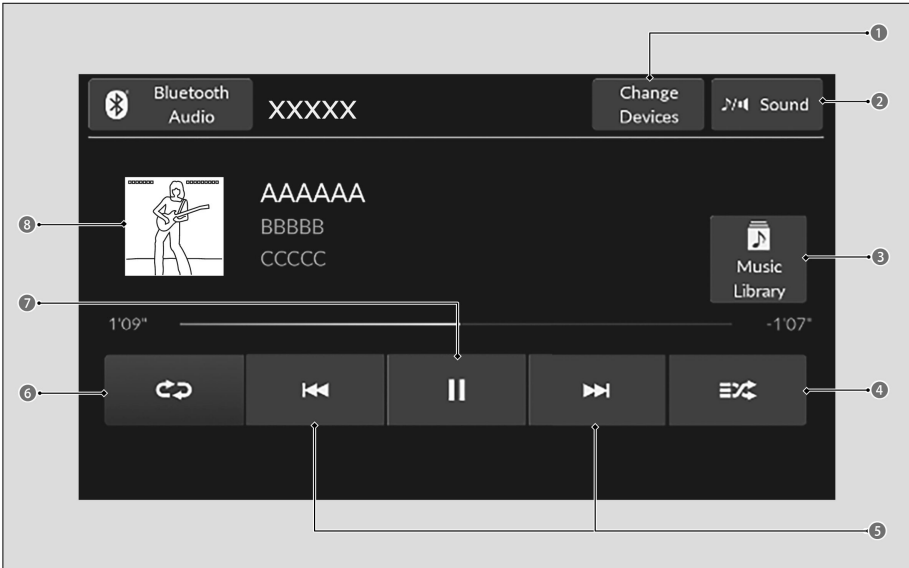 1
Bluetooth
Audio
XXXXX
Change
Devices
Sound
2
AAAAAA
BBBBB
CCCCC
8
Music
Library
3
7
1'09"
-1'07"
6
4
5